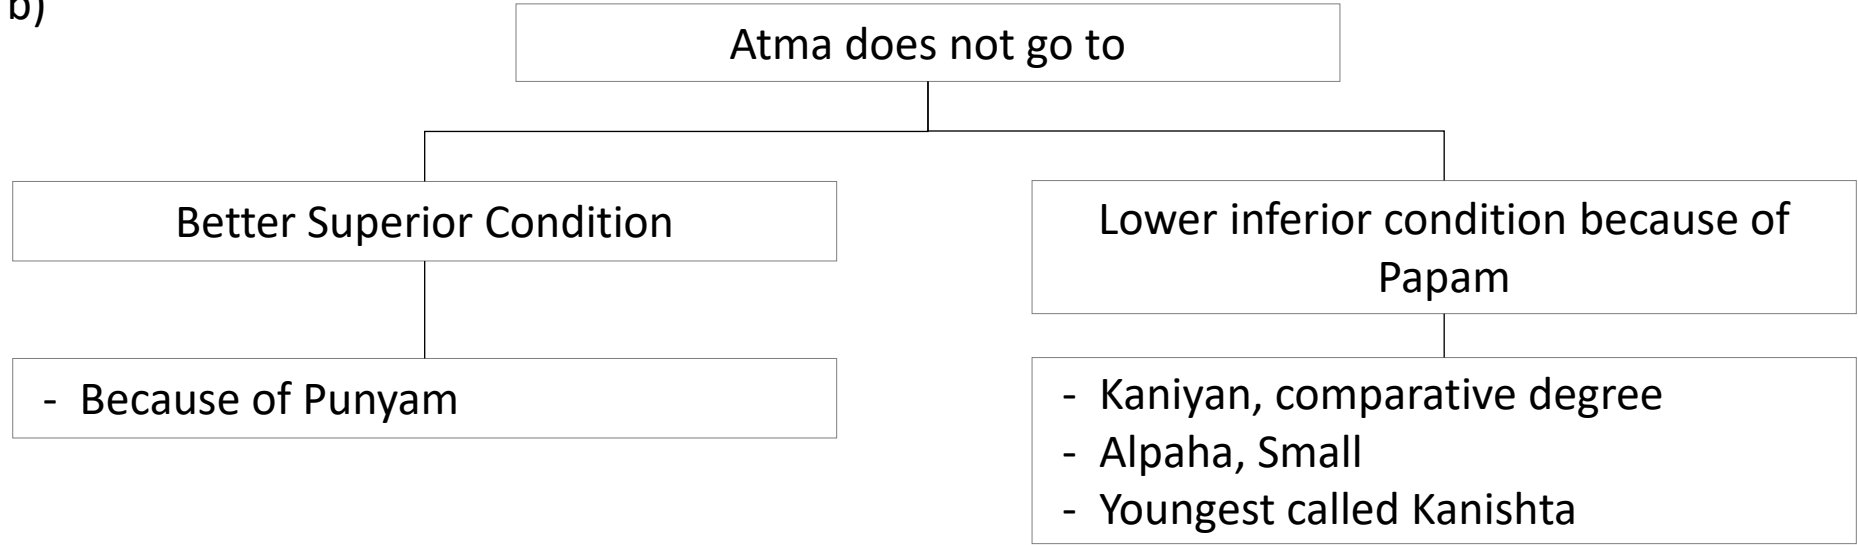 b)
Atma does not go to
Better Superior Condition
Lower inferior condition because of
Papam
- Because of Punyam
- Kaniyan, comparative degree
- Alpaha, Small
- Youngest called Kanishta